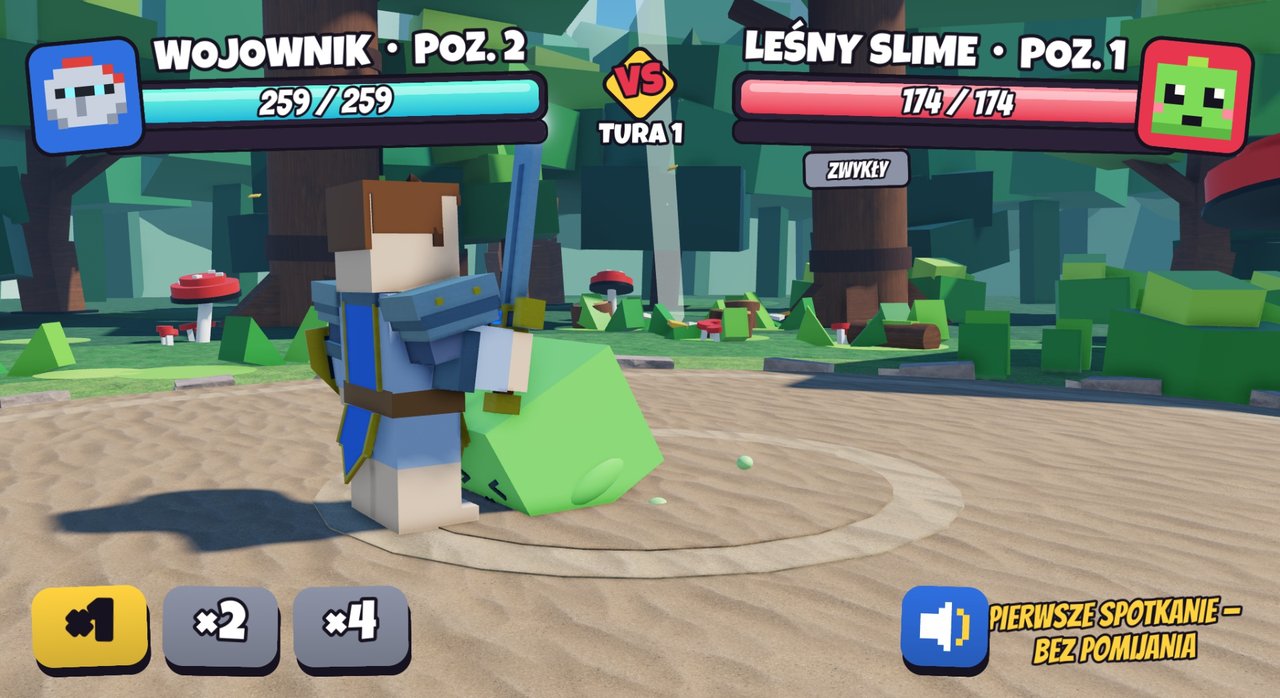 WOJOWNIK • POZ. 2
259 / 259
VS
TURA 1
LEŚNY SLIME • POZ. 1
174 / 174
ZWYKŁY
×1
×2
×4
PIERWSZE SPOTKANIE –
BEZ POMIJANIA